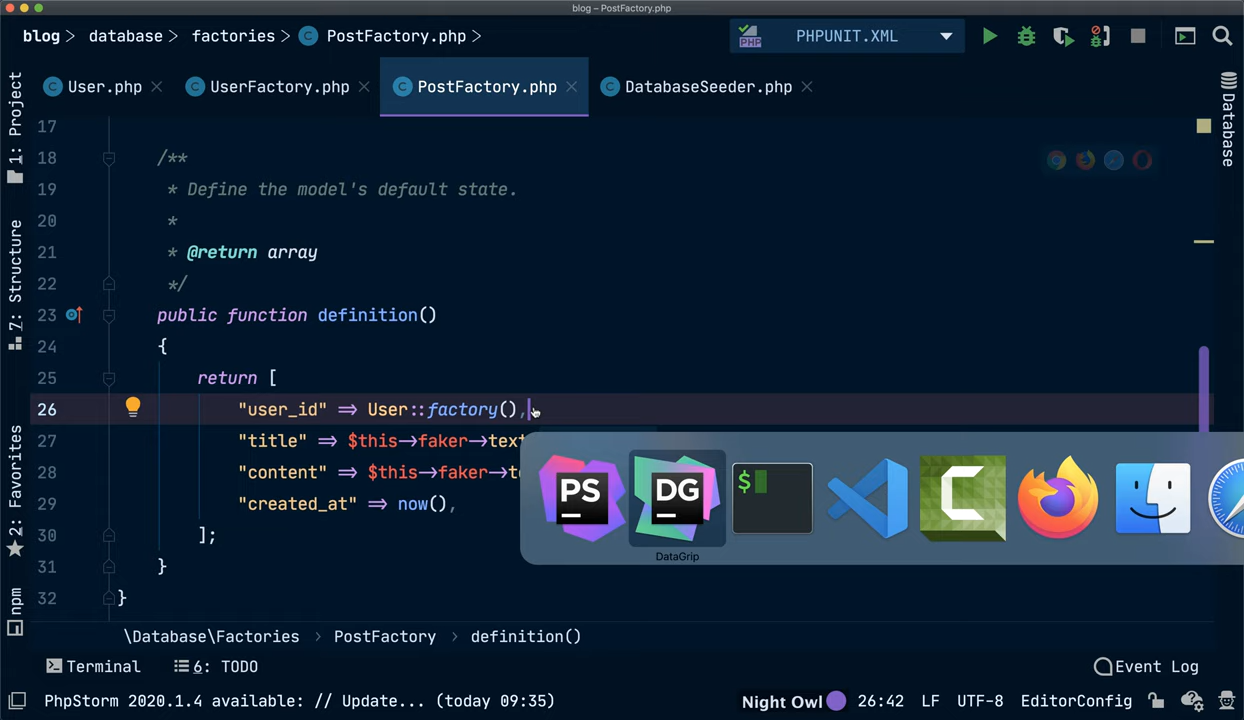 blog – PostFactory.php
blog > database > factories > PostFactory.php >
PHPUNIT.XML
User.php UserFactory.php PostFactory.php DatabaseSeeder.php
1: Project
7: Structure
2: Favorites
npm
Database
17
18 /**
19 * Define the model's default state.
20 *
21 * @return array
22 */
23 public function definition()
24 {
25 return [
26 "user_id" => User::factory(),
27 "title" => $this->faker->text
28 "content" => $this->faker->te
29 "created_at" => now(),
30 ];
31 }
32 }
PS DG $ C
DataGrip
\Database\Factories > PostFactory > definition()
Terminal 6: TODO Event Log
PhpStorm 2020.1.4 available: // Update... (today 09:35) Night Owl 26:42 LF UTF-8 EditorConfig